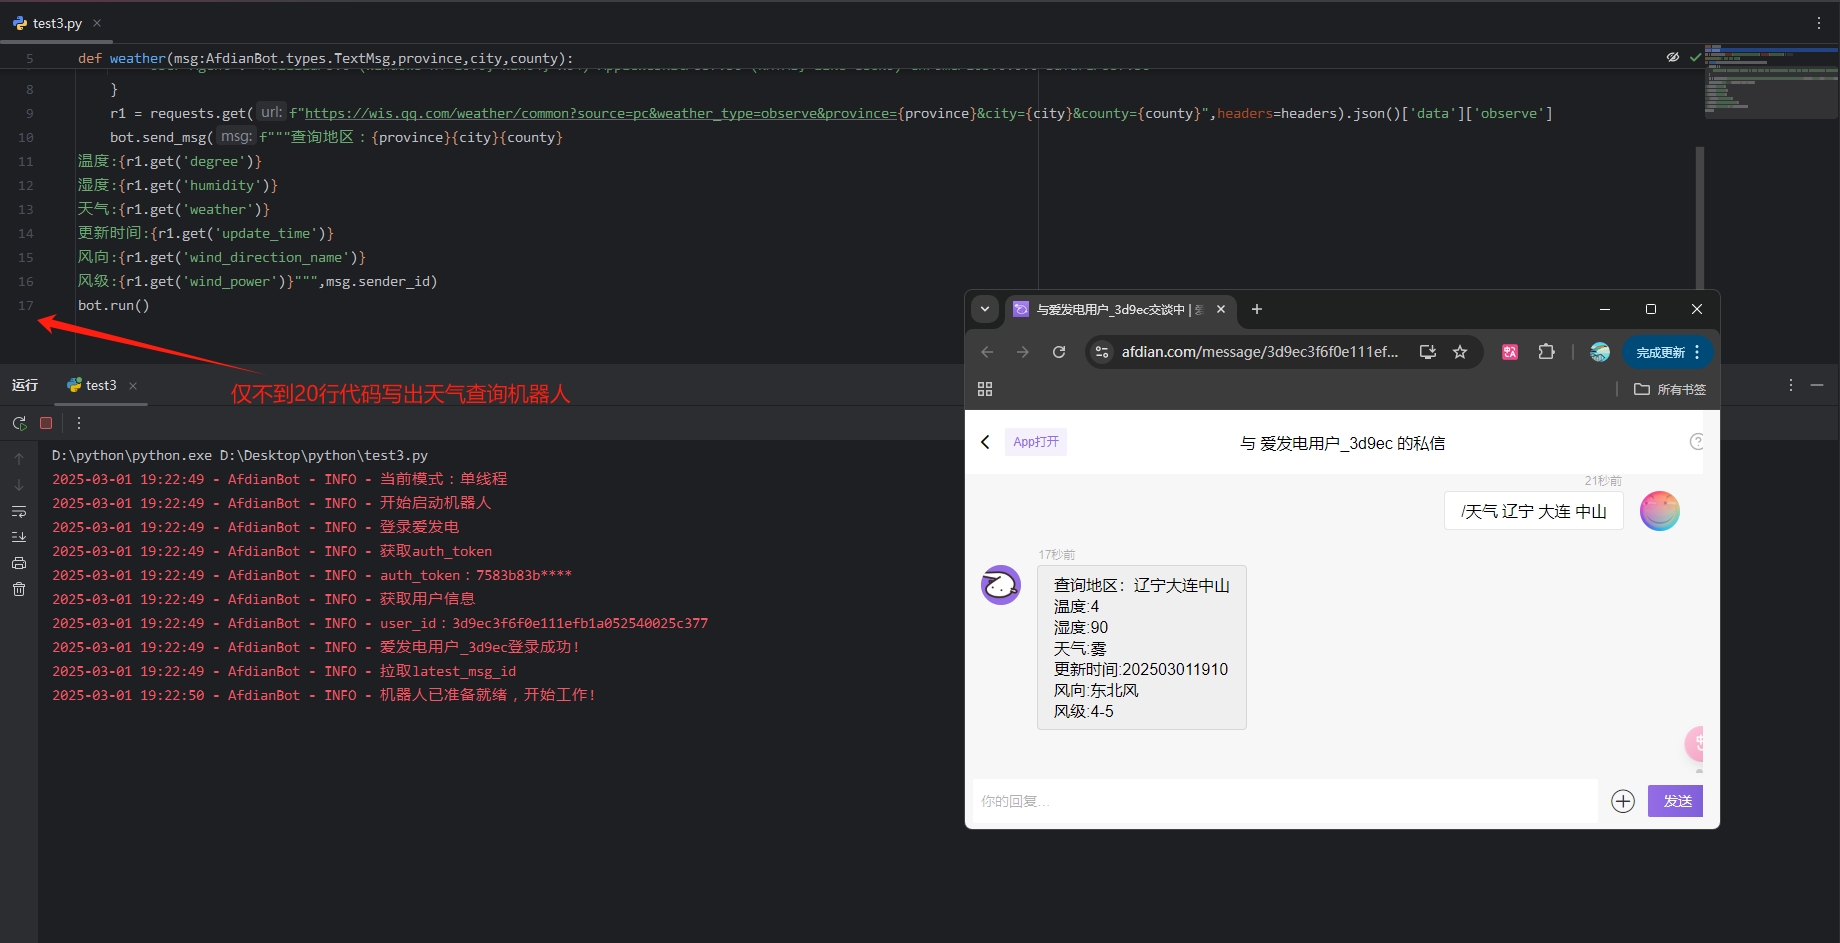 test3.py
5 def weather(msg:AfdianBot.types.TextMsg,province,city,county):
8 }
9 r1 = requests.get( url: f"https://wis.qq.com/weather/common?source=pc&weather_type=observe&province={province}&city={city}&county={county}",headers=headers).json()['data']['observe']
10 bot.send_msg( msg: f"""查询地区：{province}{city}{county}
11 温度:{r1.get('degree')}
12 湿度:{r1.get('humidity')}
13 天气:{r1.get('weather')}
14 更新时间:{r1.get('update_time')}
15 风向:{r1.get('wind_direction_name')}
16 风级:{r1.get('wind_power')}""",msg.sender_id)
17 bot.run()
仅不到20行代码写出天气查询机器人
运行 test3
D:\python\python.exe D:\Desktop\python\test3.py
2025-03-01 19:22:49 - AfdianBot - INFO - 当前模式：单线程
2025-03-01 19:22:49 - AfdianBot - INFO - 开始启动机器人
2025-03-01 19:22:49 - AfdianBot - INFO - 登录爱发电
2025-03-01 19:22:49 - AfdianBot - INFO - 获取auth_token
2025-03-01 19:22:49 - AfdianBot - INFO - auth_token：7583b83b****
2025-03-01 19:22:49 - AfdianBot - INFO - 获取用户信息
2025-03-01 19:22:49 - AfdianBot - INFO - user_id：3d9ec3f6f0e111efb1a052540025c377
2025-03-01 19:22:49 - AfdianBot - INFO - 爱发电用户_3d9ec登录成功!
2025-03-01 19:22:49 - AfdianBot - INFO - 拉取latest_msg_id
2025-03-01 19:22:50 - AfdianBot - INFO - 机器人已准备就绪，开始工作!
与爱发电用户_3d9ec交谈中 |
afdian.com/message/3d9ec3f6f0e111ef...
完成更新
所有书签
App打开
与 爱发电用户_3d9ec 的私信
21秒前
/天气 辽宁 大连 中山
17秒前
查询地区：辽宁大连中山
温度:4
湿度:90
天气:雾
更新时间:202503011910
风向:东北风
风级:4-5
你的回复...
发送